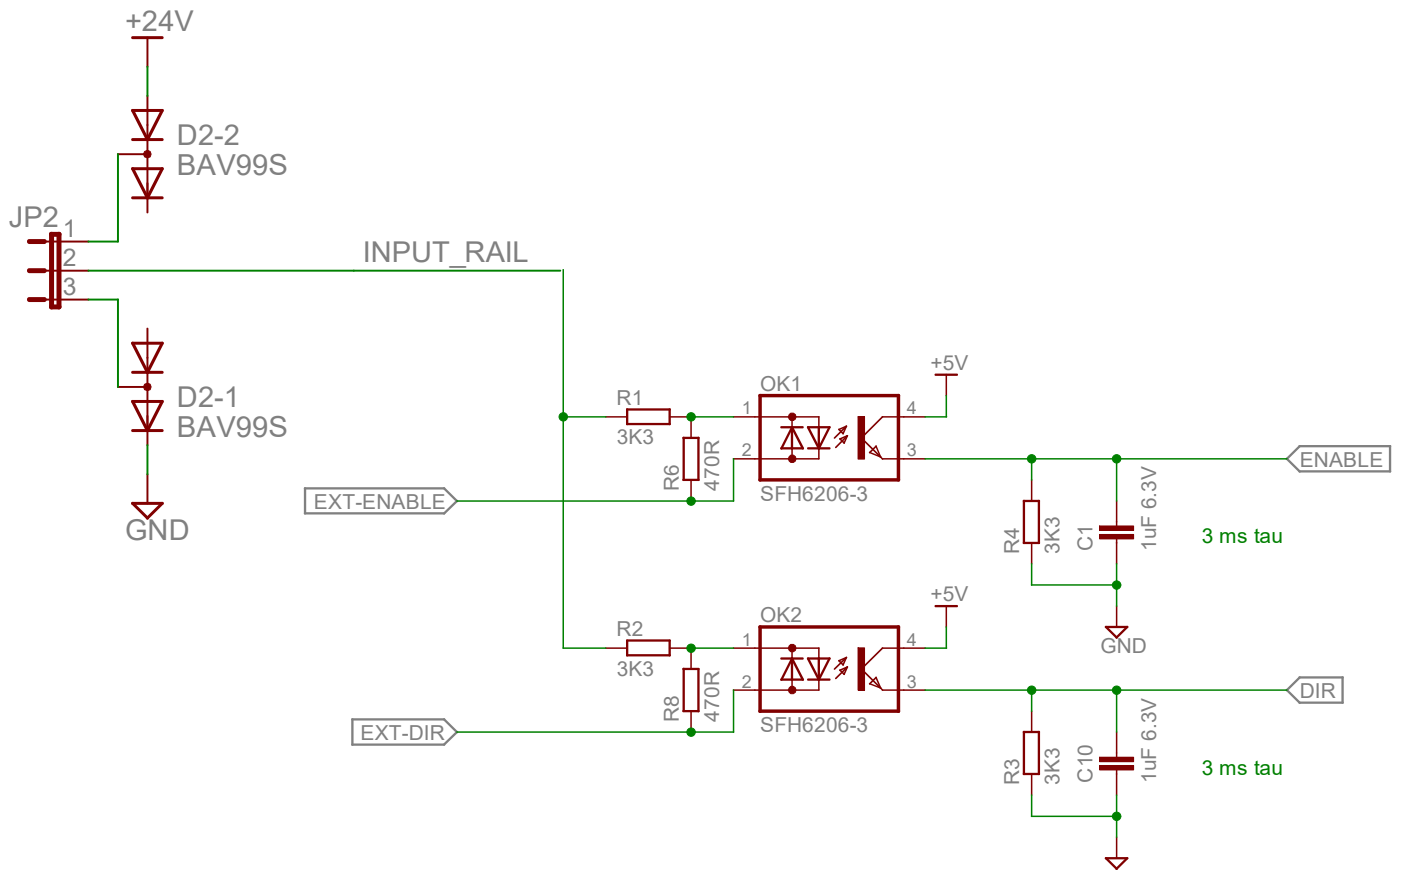 +24V
D2-2
BAV99S
JP2
1
2
3
INPUT_RAIL
D2-1
BAV99S
GND
+5V
OK1
R1
3K3
1
4
R6
470R
2
3
SFH6206-3
EXT-ENABLE
ENABLE
R4
3K3
C1
1uF 6.3V
3 ms tau
GND
+5V
OK2
R2
3K3
1
4
R8
470R
2
3
SFH6206-3
EXT-DIR
DIR
R3
3K3
C10
1uF 6.3V
3 ms tau